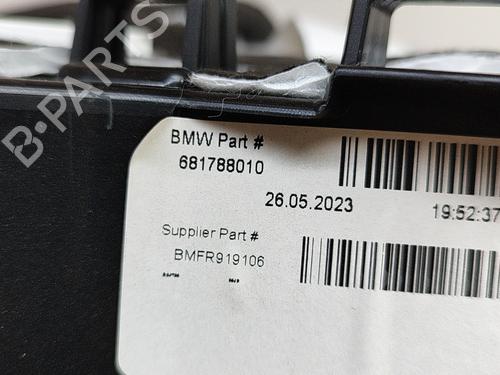 B-PARTS
BMW Part #
681788010
26.05.2023 19:52:37
Supplier Part #
BMFR919106